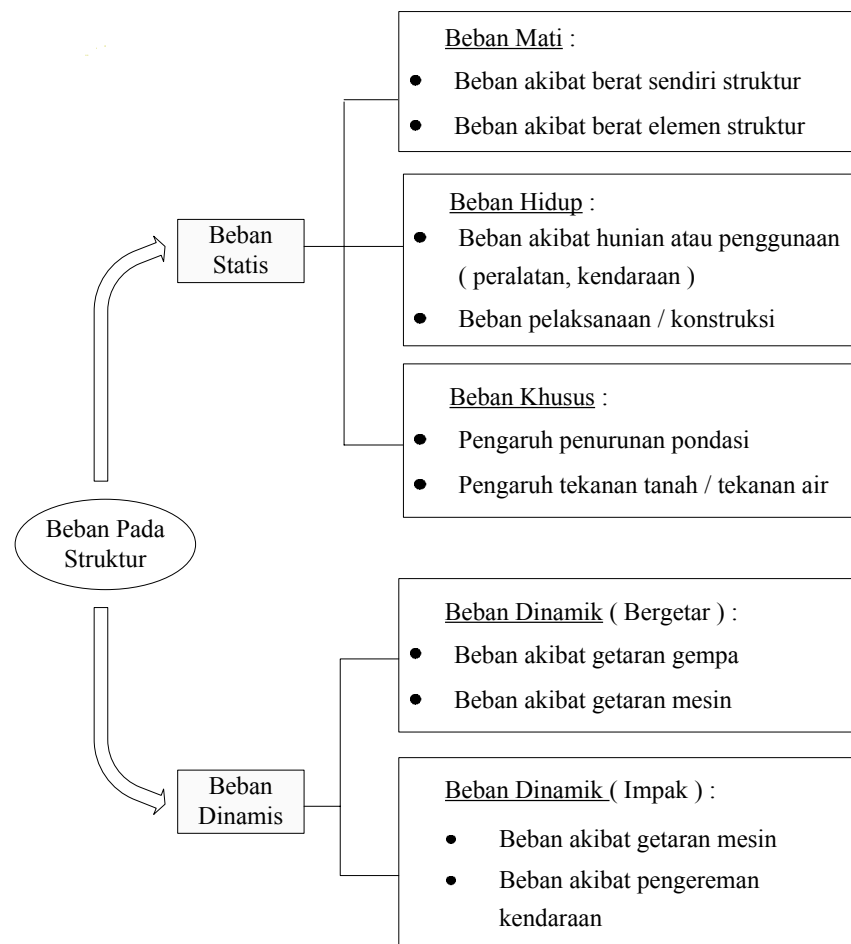 Beban Mati :
● Beban akibat berat sendiri struktur
● Beban akibat berat elemen struktur
Beban Statis
Beban Hidup :
● Beban akibat hunian atau penggunaan
( peralatan, kendaraan )
● Beban pelaksanaan / konstruksi
Beban Khusus :
● Pengaruh penurunan pondasi
● Pengaruh tekanan tanah / tekanan air
Beban Pada
Struktur
Beban Dinamik ( Bergetar ) :
● Beban akibat getaran gempa
● Beban akibat getaran mesin
Beban
Dinamis
Beban Dinamik ( Impak ) :
● Beban akibat getaran mesin
● Beban akibat pengereman
kendaraan